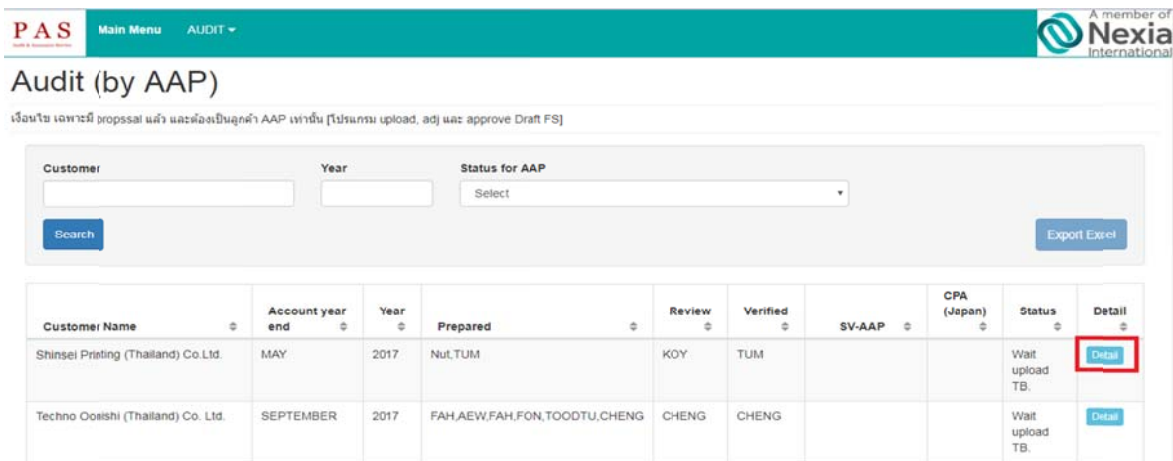 PAS
Main Menu
AUDIT
A member of
Nexia
International
Audit (by AAP)
เงื่อนไข เฉพาะมี propssal แล้ว และต้องเป็นลูกค้า AAP เท่านั้น [โปรแกรม upload, adj และ approve Draft FS]
Customer
Year
Status for AAP
Select
Search
Export Excel
Customer Name
Account year end
Year
Prepared
Review
Verified
SV-AAP
CPA (Japan)
Status
Detail
Shinsei Printing (Thailand) Co.Ltd.
MAY
2017
Nut,TUM
KOY
TUM
Wait upload TB.
Detail
Techno (Thailand) Co. Ltd.
SEPTEMBER
2017
FAH,AEW,FAH,FON,TOODTU,CHENG
CHENG
CHENG
Wait upload TB.
Detail